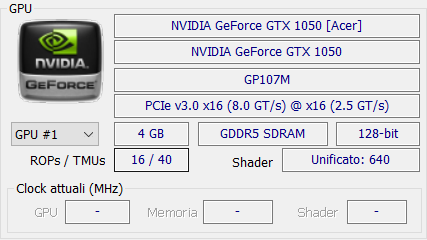 GPU
NVIDIA GeForce GTX 1050 [Acer]
NVIDIA GeForce GTX 1050
GP107M
PCIe v3.0 x16 (8.0 GT/s) @ x16 (2.5 GT/s)
NVIDIA
GEFORCE
GPU #1 4 GB GDDR5 SDRAM 128-bit
ROPs / TMUs 16 / 40 Shader Unificato: 640
Clock attuali (MHz)
GPU - Memoria - Shader -